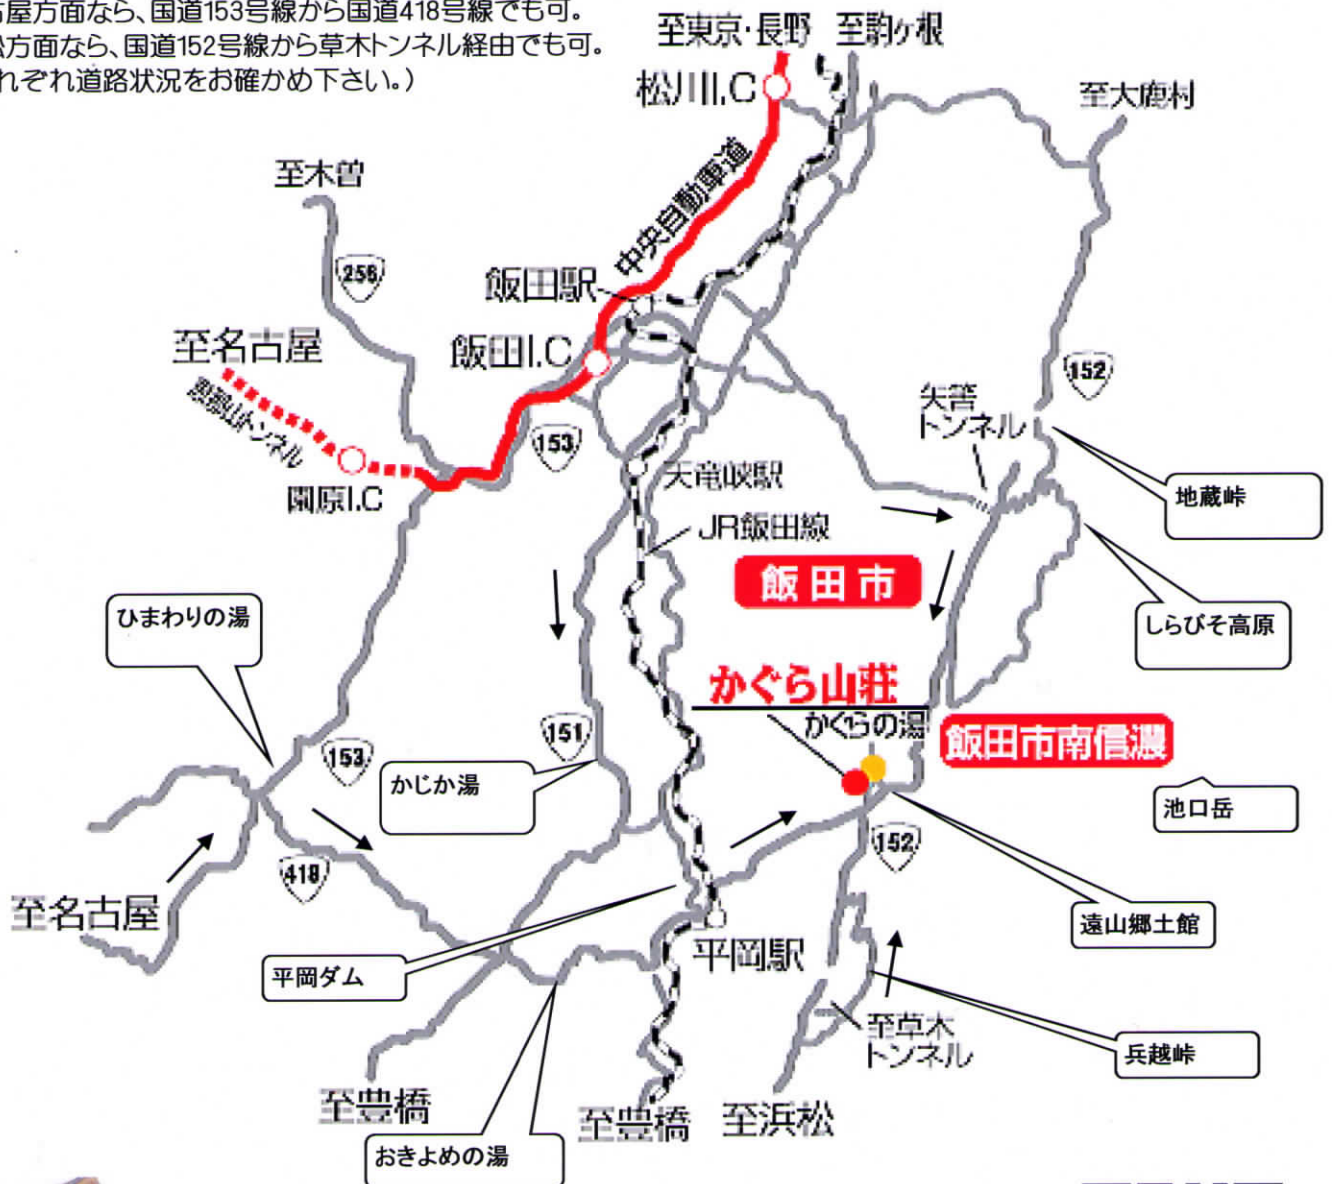 古屋方面なら、国道153号線から国道418号線でも可。
松方面なら、国道152号線から草木トンネル経由でも可。
れぞれ道路状況をお確かめ下さい。）
至東京・長野
至駒ヶ根
松川I.C
至大鹿村
至木曽
中央自動車道
256
飯田駅
至名古屋
飯田I.C
恵那山トンネル
152
矢筈
トンネル
153
園原I.C
天竜峡駅
地蔵峠
JR飯田線
飯田市
ひまわりの湯
しらびそ高原
かぐら山荘
かぐらの湯
飯田市南信濃
151
153
かじか湯
池口岳
152
418
至名古屋
遠山郷土館
平岡駅
平岡ダム
至草木
トンネル
兵越峠
至豊橋
至豊橋
至浜松
おきよめの湯